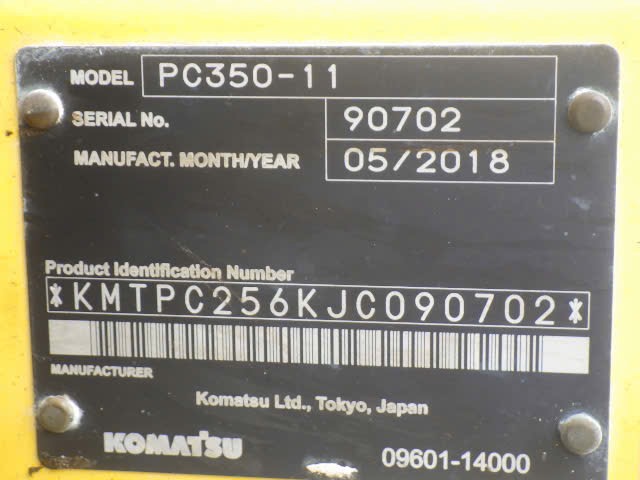 MODEL PC350-11
SERIAL No. 90702
MANUFACT. MONTH/YEAR 05/2018
Product Identification Number
*KMTPC256KJC090702*
MANUFACTURER
Komatsu Ltd., Tokyo, Japan
KOMATSU 09601-14000